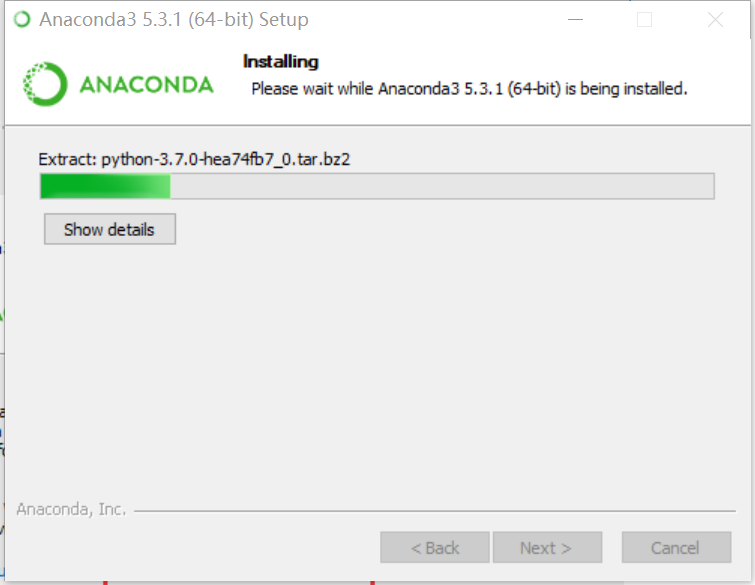 Anaconda3 5.3.1 (64-bit) Setup
ANACONDA
Installing
Please wait while Anaconda3 5.3.1 (64-bit) is being installed.
Extract: python-3.7.0-hea74fb7_0.tar.bz2
Show details
Anaconda, Inc.
< Back
Next >
Cancel